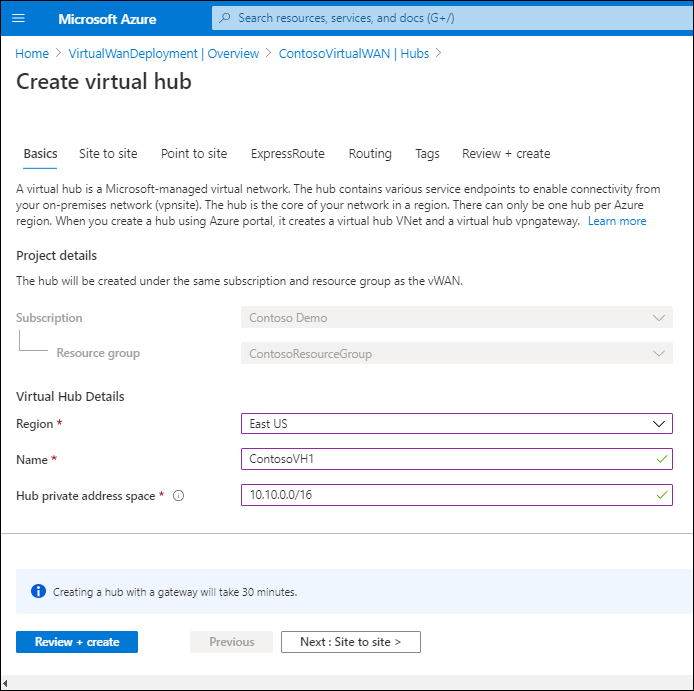 Microsoft Azure
Search resources, services, and docs (G+/)
Home > VirtualWanDeployment | Overview > ContosoVirtualWAN | Hubs >
Create virtual hub
Basics Site to site Point to site ExpressRoute Routing Tags Review + create
A virtual hub is a Microsoft-managed virtual network. The hub contains various service endpoints to enable connectivity from
your on-premises network (vpnsite). The hub is the core of your network in a region. There can only be one hub per Azure
region. When you create a hub using Azure portal, it creates a virtual hub VNet and a virtual hub vpngateway. Learn more
Project details
The hub will be created under the same subscription and resource group as the vWAN.
Subscription Contoso Demo
Resource group ContosoResourceGroup
Virtual Hub Details
Region * East US
Name * ContosoVH1
Hub private address space * 10.10.0.0/16
Creating a hub with a gateway will take 30 minutes.
Review + create Previous Next : Site to site >